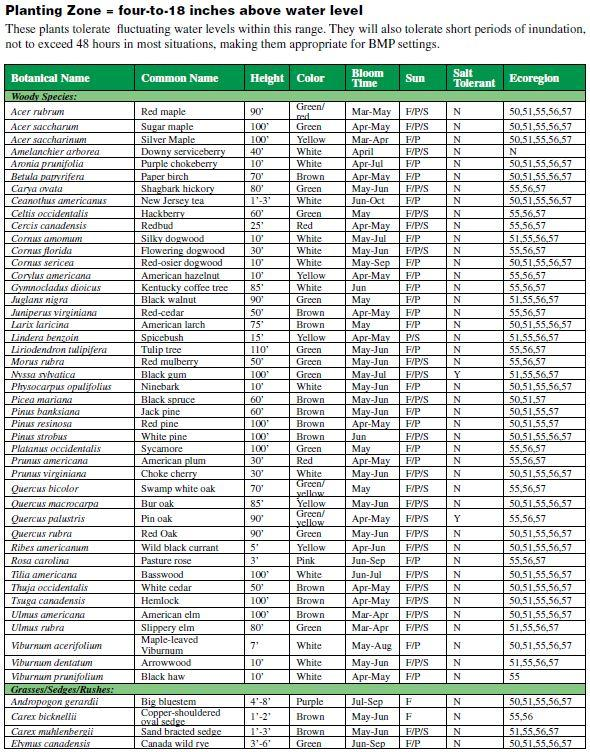 Planting Zone = four-to-18 inches above water level
These plants tolerate fluctuating water levels within this range. They will also tolerate short periods of inundation,
not to exceed 48 hours in most situations, making them appropriate for BMP settings.
Botanical Name Common Name Height Color Bloom Time Sun Salt Tolerant Ecoregion
Woody Species:
Acer rubrum Red maple 90' Green/ red Mar-May F/P/S N 50,51,55,56,57
Acer saccharum Sugar maple 100' Green Apr-May F/P/S N 50,51,55,56,57
Acer saccharinum Silver Maple 100' Yellow Mar-Apr F/P N 50,51,55,56,57
Amelanchier arborea Downy serviceberry 40' White April F/P/S N N
Aronia prunifolia Purple chokeberry 10' White Apr-Jul F/P N 50,51,55,56,57
Betula papyrifera Paper birch 70' Brown Apr-May F/P N 50,51,55,56,57
Carya ovata Shagbark hickory 80' Green May-Jun F/P/S N 55,56,57
Ceanothus americanus New Jersey tea 1'-3' White Jun-Oct F/P N 50,51,55,56,57
Celtis occidentalis Hackberry 60' Green May F/P/S N 55,56,57
Cercis canadensis Redbud 25' Red Apr-May F/P/S N 55,56,57
Cornus amomum Silky dogwood 10' White May-Jul F/P N 51,55,56,57
Cornus florida Flowering dogwood 30' White May-Jun F/P/S N 55,56,57
Cornus sericea Red-osier dogwood 10' White May-Sep F/P N 50,51,55,56,57
Corylus americana American hazelnut 10' Yellow Apr-May F/P N 55,56,57
Gymnocladus dioicus Kentucky coffee tree 85' White Jun F/P N 55,56,57
Juglans nigra Black walnut 90' Green May F/P N 51,55,56,57
Juniperus virginiana Red-cedar 50' Brown Apr-May F/P N 55,56,57
Larix laricina American larch 75' Brown May F/P N 50,51,55,56,57
Lindera benzoin Spicebush 15' Yellow Apr-May P/S N 51,55,56,57
Liriodendron tulipifera Tulip tree 110' Green May-Jun F/P N 55,56,57
Morus rubra Red mulberry 50' Green May-Jun F/P/S N 55,56,57
Nyssa sylvatica Black gum 100' Green May-Jul F/P/S Y 51,55,56,57
Physocarpus opulifolius Ninebark 10' White May-Jun F/P N 50,51,55,56,57
Picea mariana Black spruce 60' Brown May-Jun F/P/S N 50,51,57
Pinus banksiana Jack pine 60' Brown May-Jun F/P N 50,51,55,57
Pinus resinosa Red pine 100' Brown Apr-May F/P N 50,51,55,57
Pinus strobus White pine 100' Brown Jun F/P/S N 50,51,55,56,57
Platanus occidentalis Sycamore 100' Green May F/P N 55,56,57
Prunus americana American plum 30' Red Apr-May F/P N 55,56,57
Prunus virginiana Choke cherry 30' White May-Jun F/P/S N 50,51,55,56,57
Quercus bicolor Swamp white oak 70' Green/ yellow May F/P/S N 55,56,57
Quercus macrocarpa Bur oak 85' Yellow May-Jun F/P/S N 50,51,55,56,57
Quercus palustris Pin oak 90' Green/ yellow Apr-May F/P/S Y 55,56,57
Quercus rubra Red Oak 90' Green May-Jun F/P/S N 50,51,55,56,57
Ribes americanum Wild black currant 5' Yellow Apr-Jun F/P/S N 50,51,55,56,57
Rosa carolina Pasture rose 3' Pink Jun-Sep F/P N 55,56,57
Tilia americana Basswood 100' White Jun-Jul F/P/S N 50,51,55,56,57
Thuja occidentalis White cedar 50' Brown Apr-May F/P/S N 50,51,55,56,57
Tsuga canadensis Hemlock 100' Brown Apr-May F/P/S N 50,51,55,56,57
Ulmus americana American elm 100' Brown Mar-Apr F/P/S N 50,51,55,56,57
Ulmus rubra Slippery elm 80' Green Mar-Apr F/P/S N 51,55,56,57
Viburnum acerifolium Maple-leaved Viburnum 7' White May-Aug F/P N 50,51,55,56,57
Viburnum dentatum Arrowwood 10' White May-Jun F/P/S N 51,55,56,57
Viburnum prunifolium Black haw 10' White Apr-May F/P N 55
Grasses/Sedges/Rushes:
Andropogon gerardii Big bluestem 4'-8' Purple Jul-Sep F N 50,51,55,56,57
Carex bicknellii Copper-shouldered oval sedge 1'-2' Brown May-Jun F N 55,56
Carex muhlenbergii Sand bracted sedge 1'-3' Brown May-Jun F/P/S N 51,55,56,57
Elymus canadensis Canada wild rye 3'-6' Green Jun-Sep F/P N 50,51,55,56,57